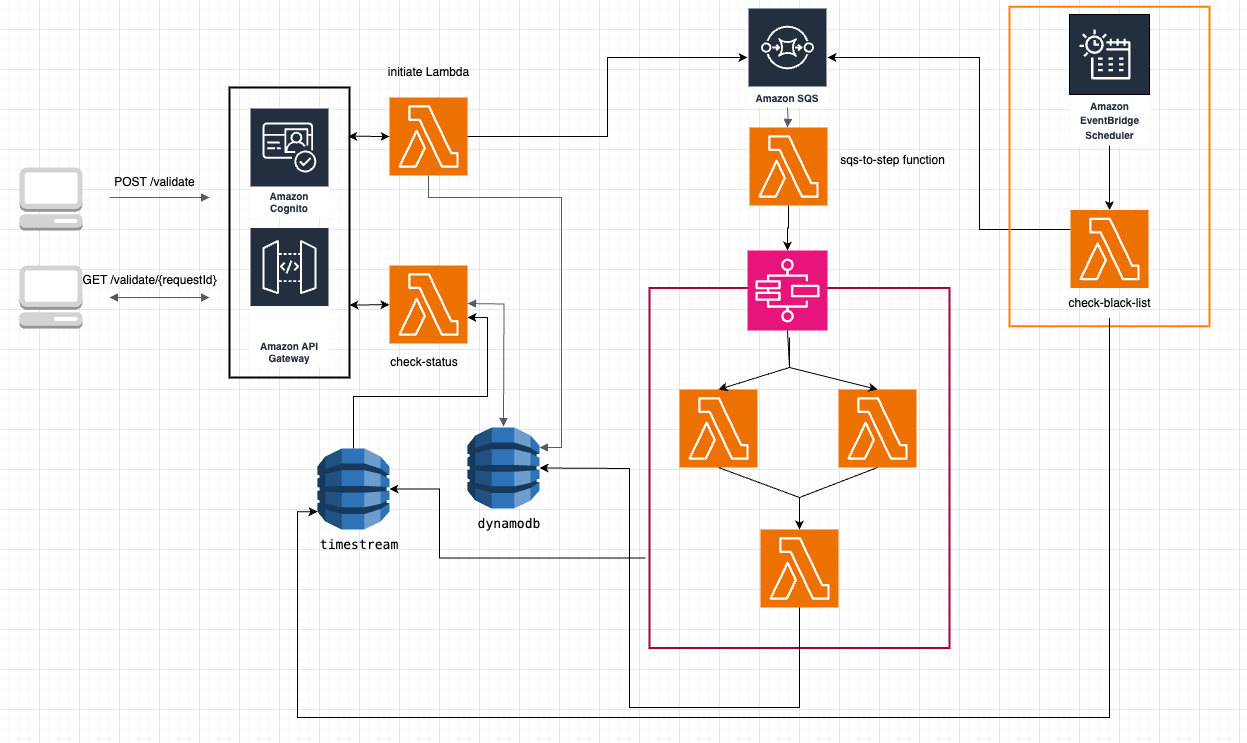 initiate Lambda
Amazon SQS
Amazon
EventBridge
Scheduler
sqs-to-step function
POST /validate
Amazon
Cognito
GET /validate/{requestId}
</>
Amazon API
Gateway
check-status
check-black-list
dynamodb
timestream